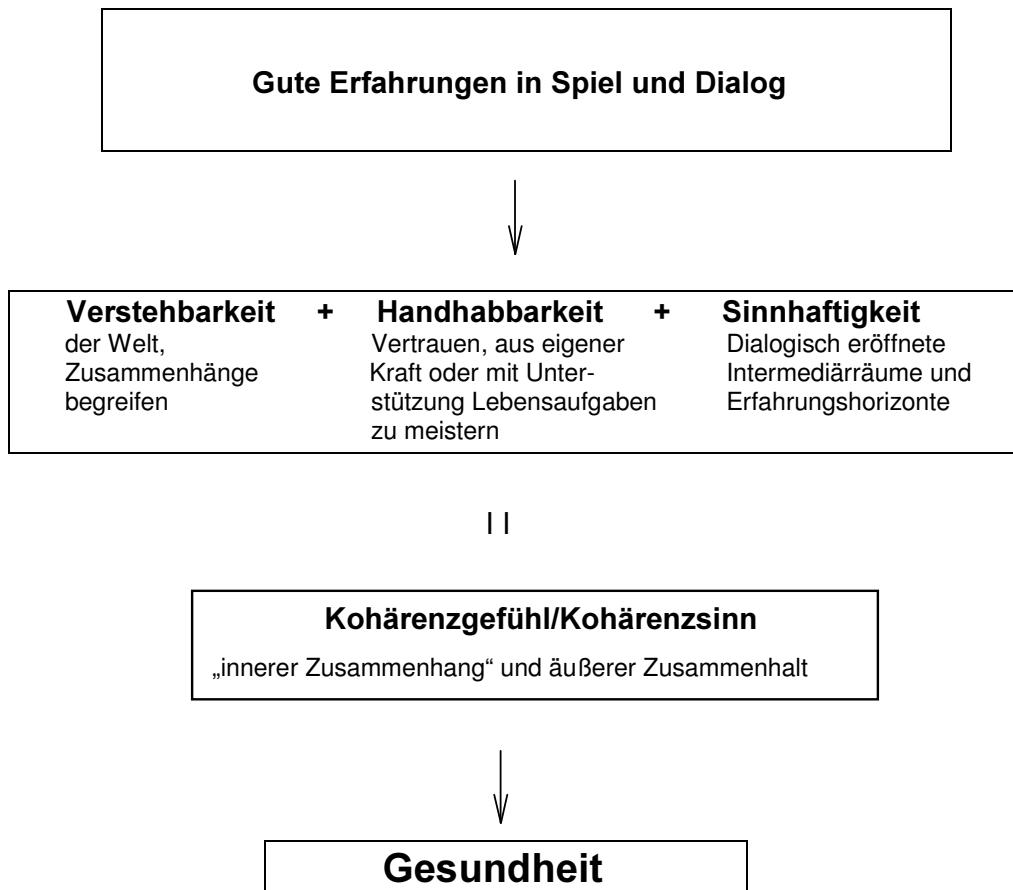 Gute Erfahrungen in Spiel und Dialog
Verstehbarkeit + Handhabbarkeit + Sinnhaftigkeit
der Welt, Vertrauen, aus eigener Dialogisch eröffnete
Zusammenhänge Kraft oder mit Unter- Intermediärräume und
begreifen stützung Lebensaufgaben Erfahrungshorizonte
zu meistern
||
Kohärenzgefühl/Kohärenzsinn
„innerer Zusammenhang“ und äußerer Zusammenhalt
Gesundheit